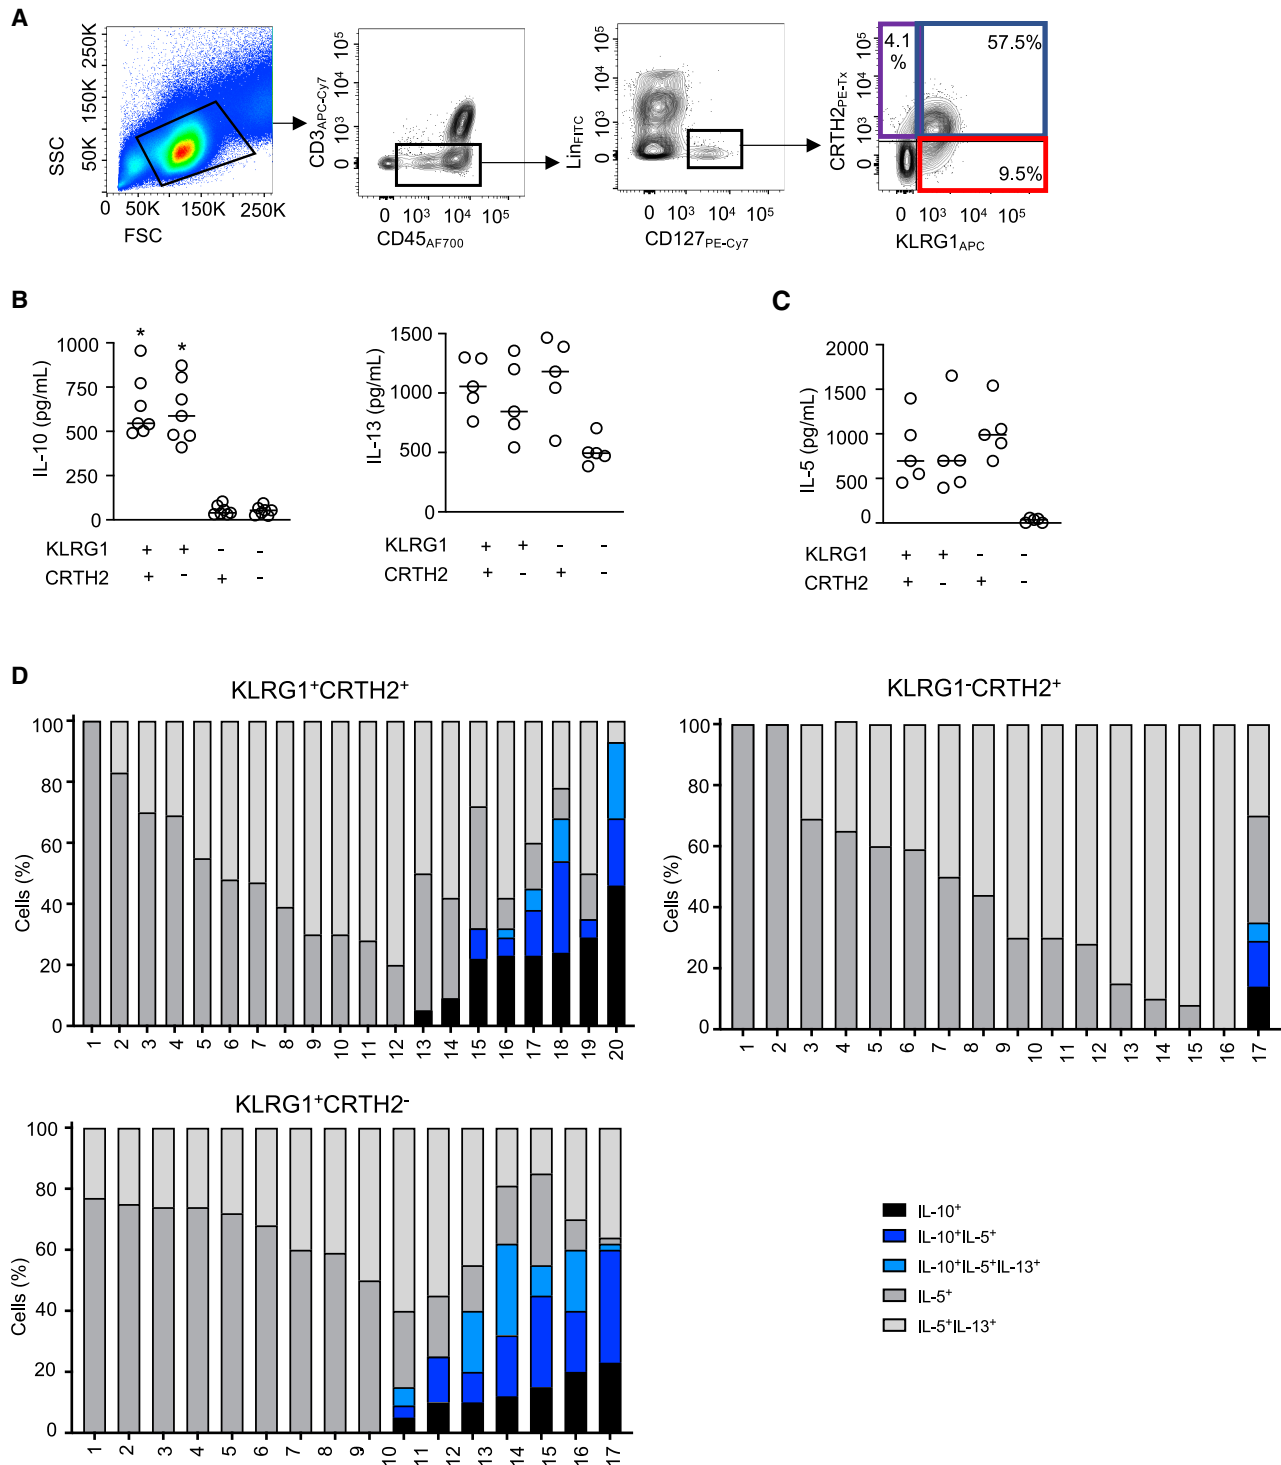 A
250K
150K
50K
SSC
0 50K 150K 250K
FSC
10⁵
10⁴
10³
0
CD3APC-Cy7
0 10³ 10⁴ 10⁵
CD45AF700
10⁵
10⁴
10³
0
LinFITC
0 10³ 10⁴ 10⁵
CD127PE-Cy7
10⁵
10⁴
10³
0
CRTH2PE-Tx
4.1
%
57.5%
9.5%
0 10³ 10⁴ 10⁵
KLRG1APC
B
1000
750
500
250
0
IL-10 (pg/mL)
* *
KLRG1 + + - -
CRTH2 + - + -
1500
1000
500
0
IL-13 (pg/mL)
KLRG1 + + - -
CRTH2 + - + -
C
2000
1500
1000
500
0
IL-5 (pg/mL)
KLRG1 + + - -
CRTH2 + - + -
D
KLRG1⁺CRTH2⁺
100
80
60
40
20
0
Cells (%)
1 2 3 4 5 6 7 8 9 10 11 12 13 14 15 16 17 18 19 20
KLRG1⁻CRTH2⁺
100
80
60
40
20
0
Cells (%)
1 2 3 4 5 6 7 8 9 10 11 12 13 14 15 16 17
KLRG1⁺CRTH2⁻
100
80
60
40
20
0
Cells (%)
1 2 3 4 5 6 7 8 9 10 11 12 13 14 15 16 17
IL-10⁺
IL-10⁺IL-5⁺
IL-10⁺IL-5⁺IL-13⁺
IL-5⁺
IL-5⁺IL-13⁺